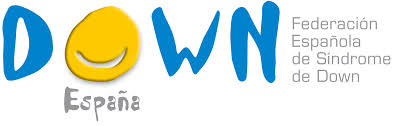 DOWN
España
Federación
Española
de Síndrome
de Down